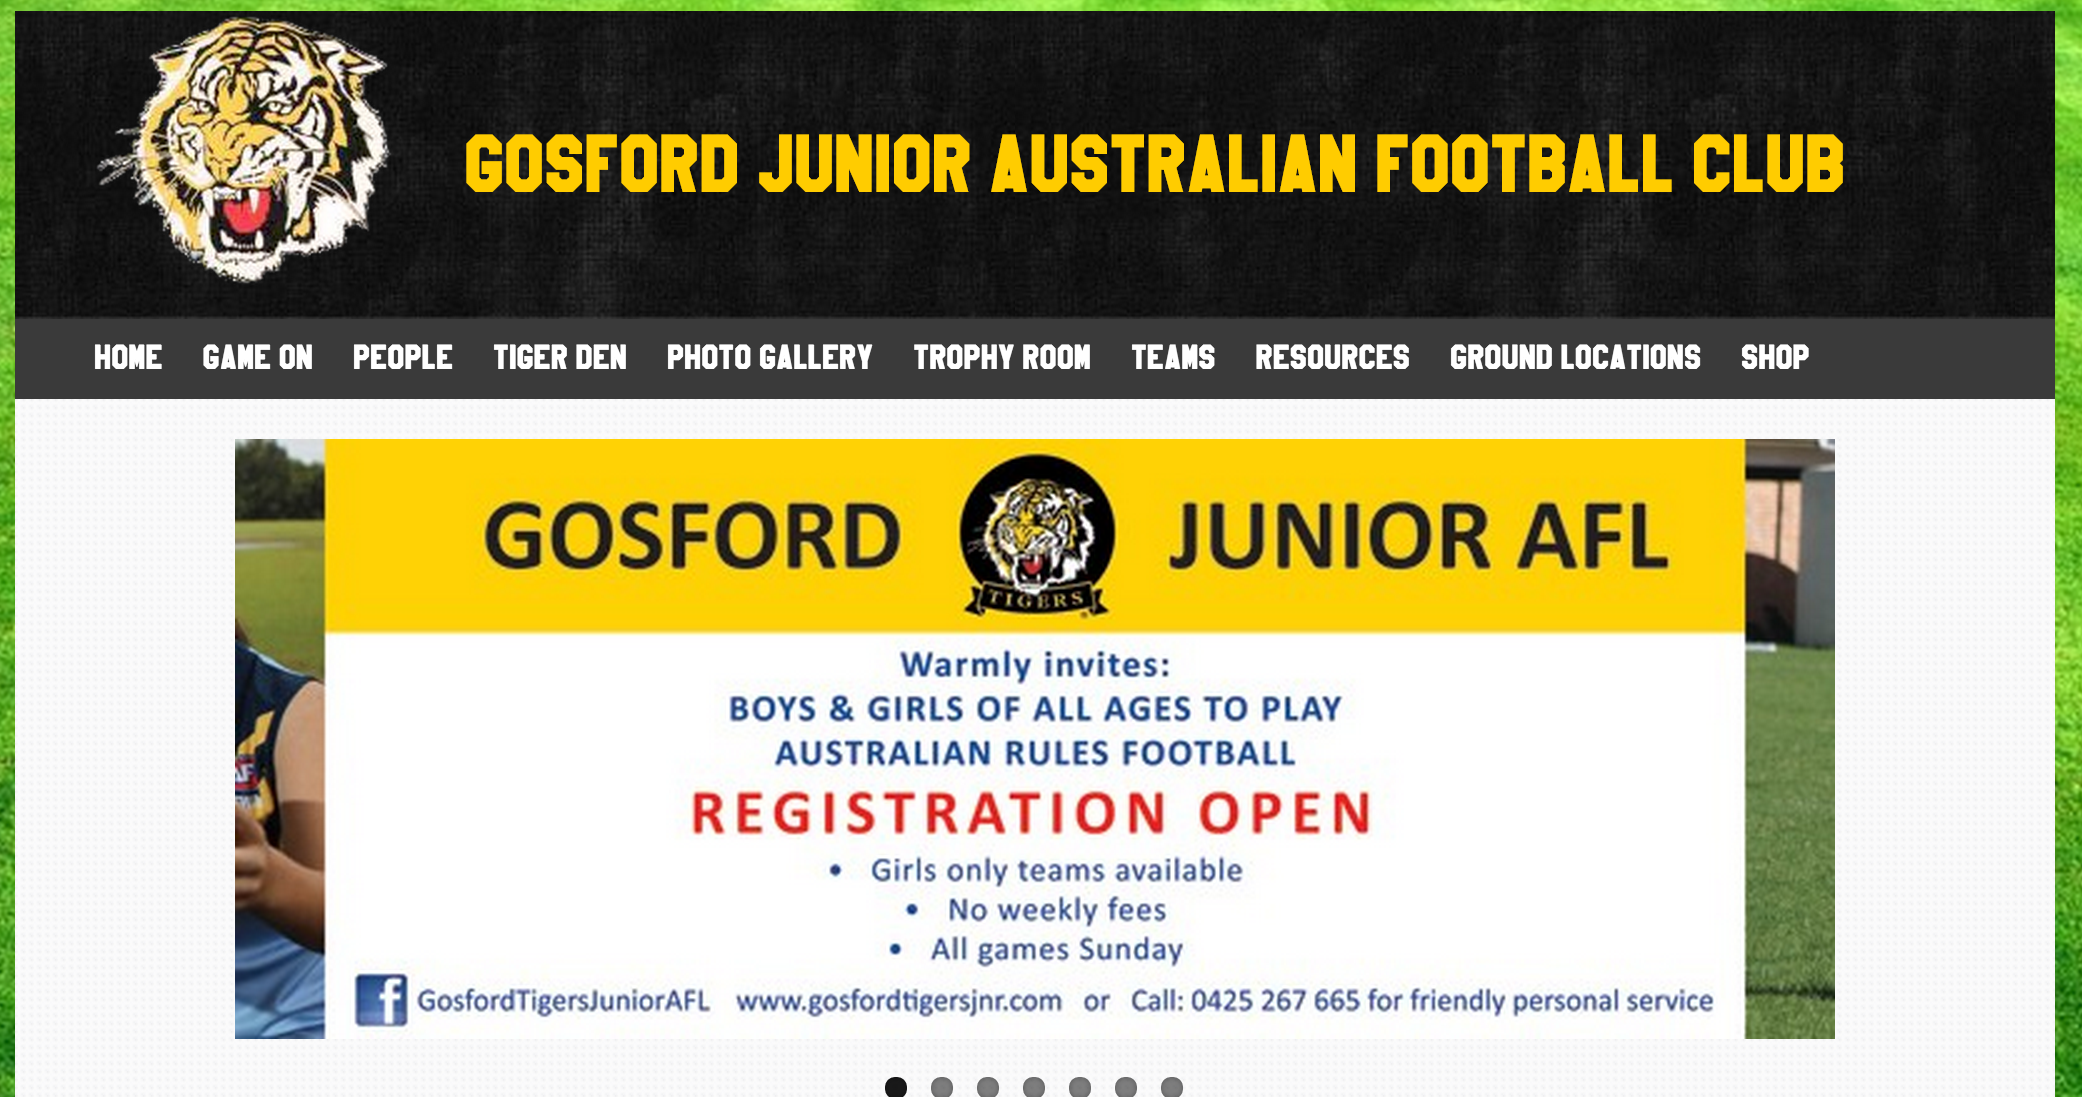 GOSFORD JUNIOR AUSTRALIAN FOOTBALL CLUB
HOME GAME ON PEOPLE TIGER DEN PHOTO GALLERY TROPHY ROOM TEAMS RESOURCES GROUND LOCATIONS SHOP
GOSFORD JUNIOR AFL
TIGERS
Warmly invites:
BOYS & GIRLS OF ALL AGES TO PLAY
AUSTRALIAN RULES FOOTBALL
REGISTRATION OPEN
• Girls only teams available
• No weekly fees
• All games Sunday
f GosfordTigersJuniorAFL www.gosfordtigersjnr.com or Call: 0425 267 665 for friendly personal service